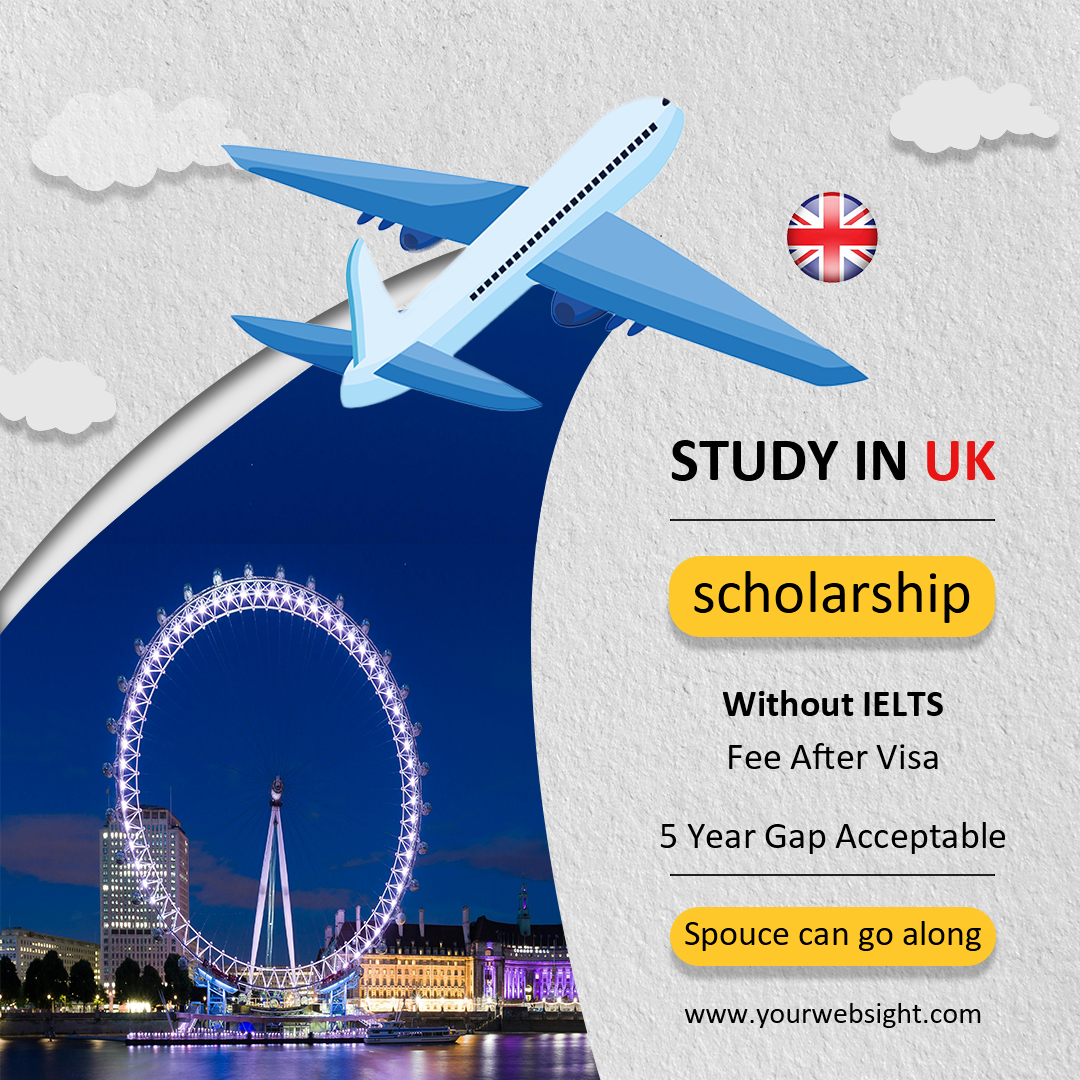 STUDY IN UK
scholarship
Without IELTS
Fee After Visa
5 Year Gap Acceptable
Spouce can go along
www.yourwebsight.com